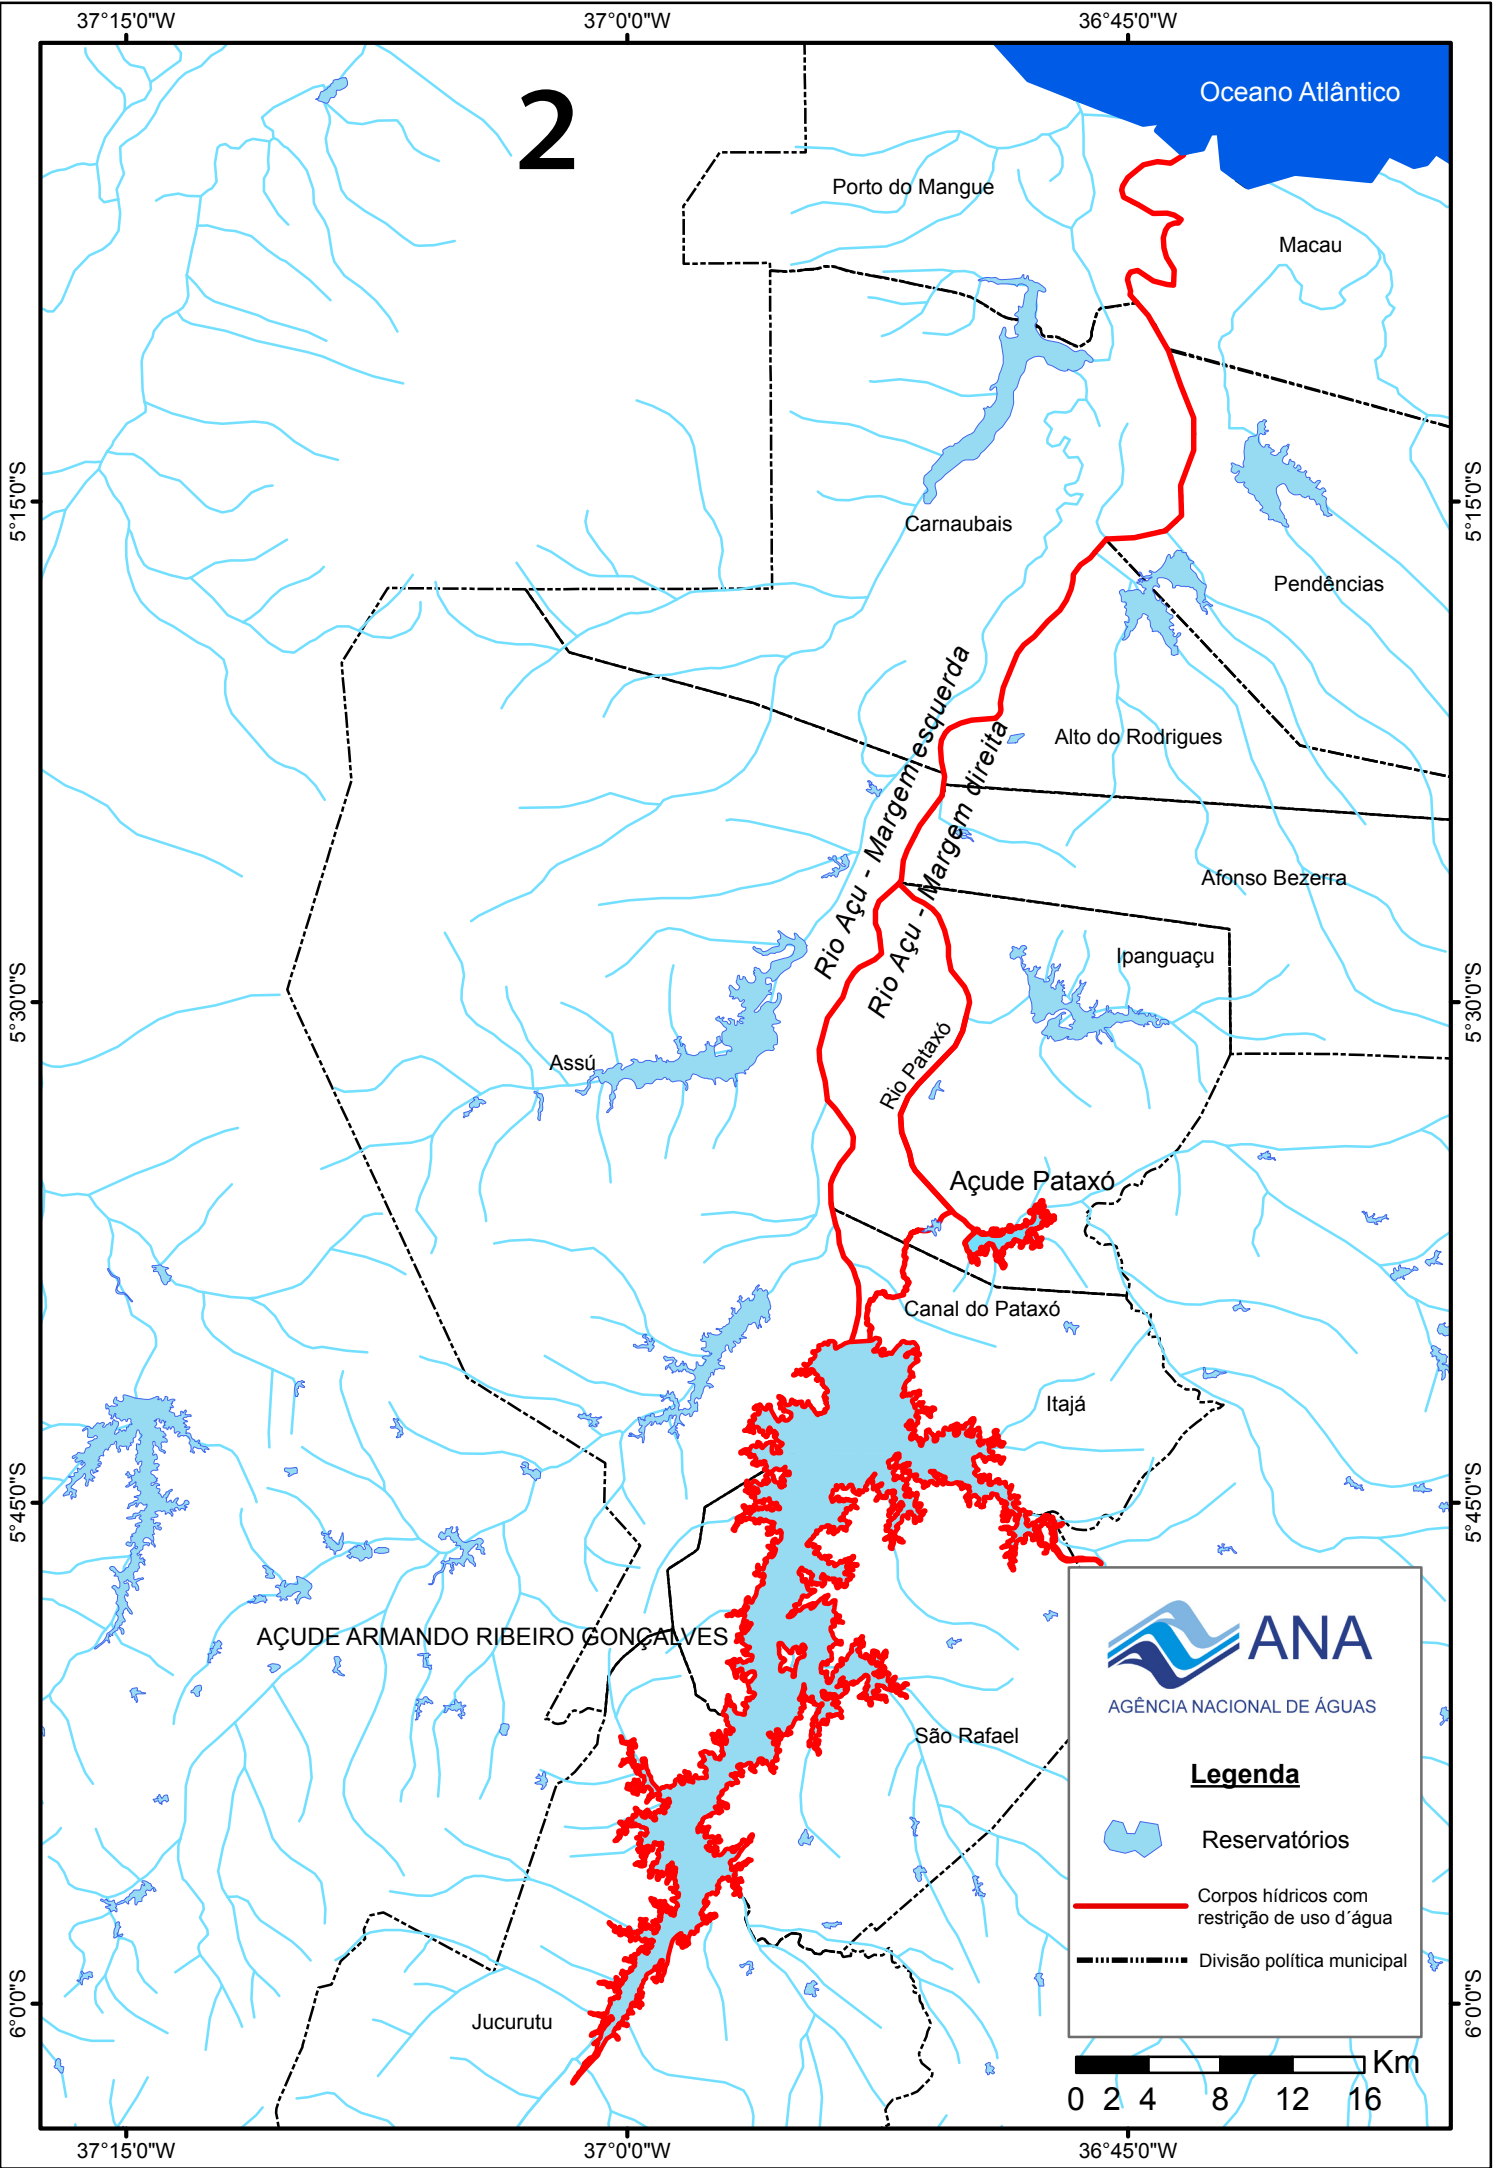 37°15'0"W
37°0'0"W
36°45'0"W
2
Oceano Atlântico
Porto do Mangue
Macau
5°15'0"S
5°15'0"S
Carnaubais
Pendências
Rio Açu - Margem esquerda
Rio Açu - Margem direita
Alto do Rodrigues
Afonso Bezerra
Ipanguaçu
5°30'0"S
5°30'0"S
Assú
Rio Pataxó
Açude Pataxó
Canal do Pataxó
Itajá
5°45'0"S
5°45'0"S
AÇUDE ARMANDO RIBEIRO GONÇALVES
São Rafael
Jucurutu
6°0'0"S
6°0'0"S
ANA
AGÊNCIA NACIONAL DE ÁGUAS
Legenda
Reservatórios
Corpos hídricos com
restrição de uso d´água
Divisão política municipal
Km
0 2 4 8 12 16
37°15'0"W
37°0'0"W
36°45'0"W